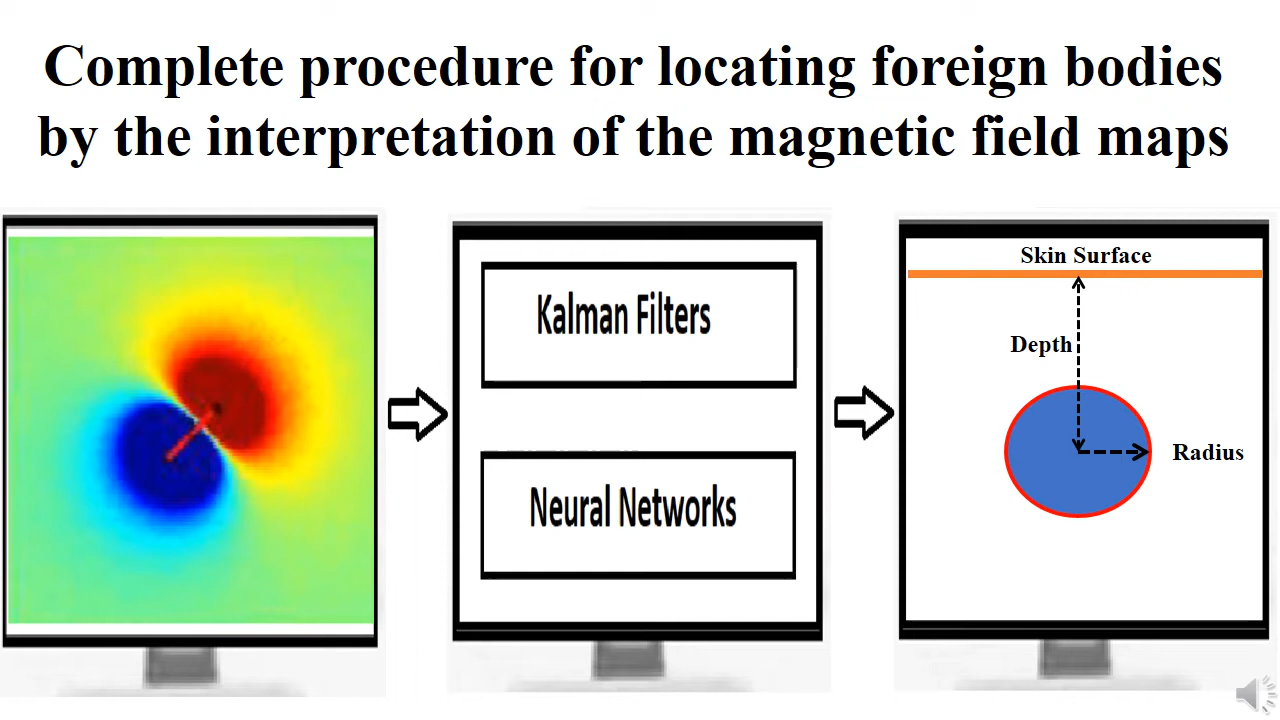 Complete procedure for locating foreign bodies
by the interpretation of the magnetic field maps
Kalman Filters
Neural Networks
Skin Surface
Depth
Radius